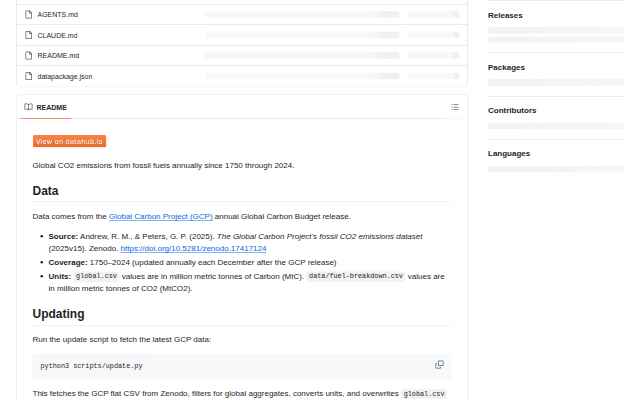 AGENTS.md
CLAUDE.md
README.md
datapackage.json
Releases
Packages
Contributors
Languages
README
View on datahub.io
Global CO2 emissions from fossil fuels annually since 1750 through 2024.
Data
Data comes from the Global Carbon Project (GCP) annual Global Carbon Budget release.
• Source: Andrew, R. M., & Peters, G. P. (2025). The Global Carbon Project's fossil CO2 emissions dataset
(2025v15). Zenodo. https://doi.org/10.5281/zenodo.17417124
• Coverage: 1750–2024 (updated annually each December after the GCP release)
• Units: global.csv values are in million metric tonnes of Carbon (MtC). data/fuel-breakdown.csv values are
in million metric tonnes of CO2 (MtCO2).
Updating
Run the update script to fetch the latest GCP data:
python3 scripts/update.py
This fetches the GCP flat CSV from Zenodo, filters for global aggregates, converts units, and overwrites global.csv